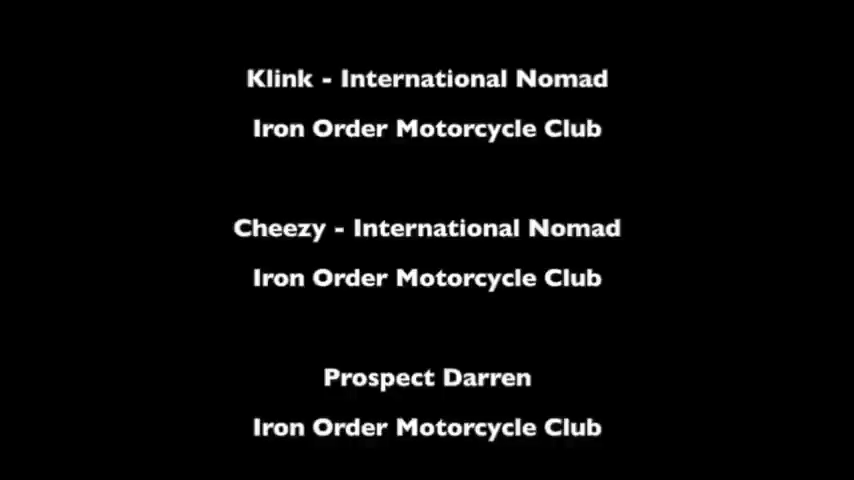 Klink - International Nomad
Iron Order Motorcycle Club
Cheezy - International Nomad
Iron Order Motorcycle Club
Prospect Darren
Iron Order Motorcycle Club